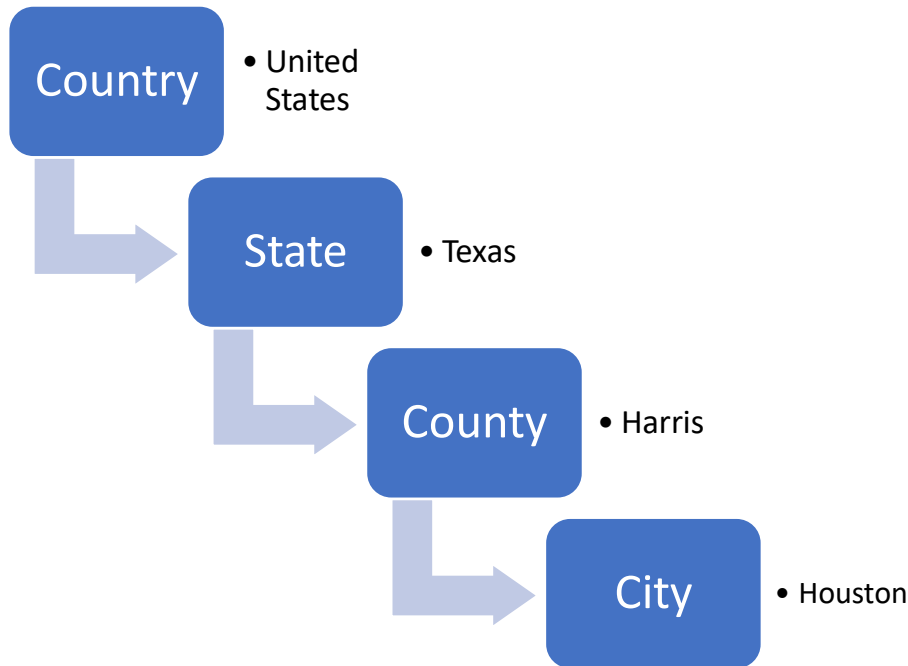 Country
• United
States
State
• Texas
County
• Harris
City
• Houston